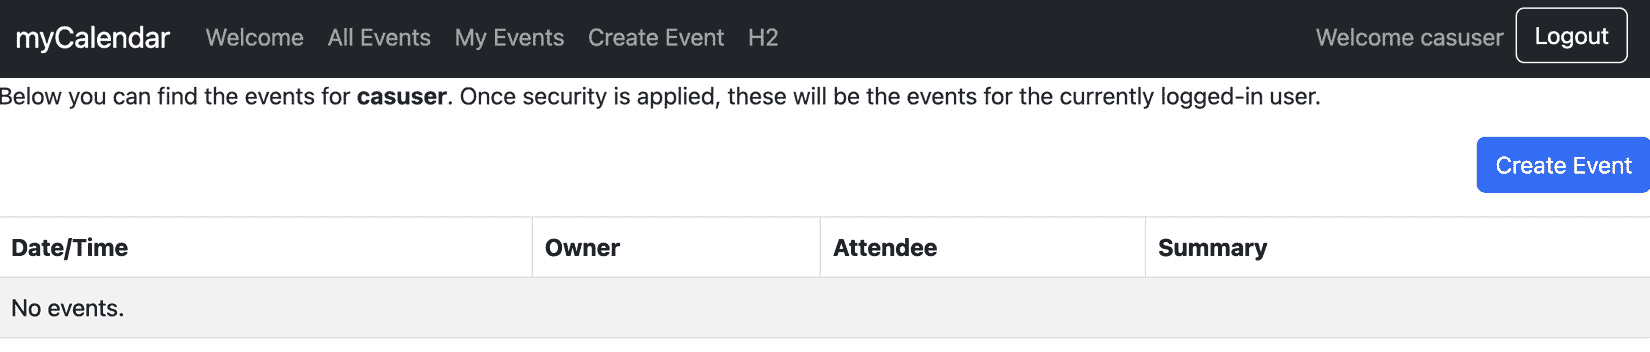 myCalendar Welcome All Events My Events Create Event H2 Welcome casuser Logout
Below you can find the events for casuser. Once security is applied, these will be the events for the currently logged-in user.
Create Event
Date/Time Owner Attendee Summary
No events.